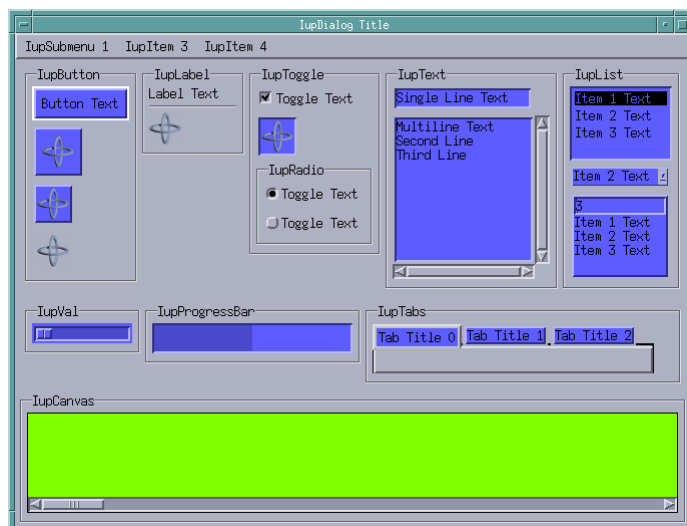 IupDialog Title
IupSubmenu 1 IupItem 3 IupItem 4
IupButton
Button Text
IupLabel
Label Text
IupToggle
Toggle Text
IupRadio
Toggle Text
Toggle Text
IupText
Single Line Text
Multiline Text
Second Line
Third Line
IupList
Item 1 Text
Item 2 Text
Item 3 Text
Item 2 Text
3
Item 1 Text
Item 2 Text
Item 3 Text
IupVal
IupProgressBar
IupTabs
Tab Title 0 Tab Title 1 Tab Title 2
IupCanvas